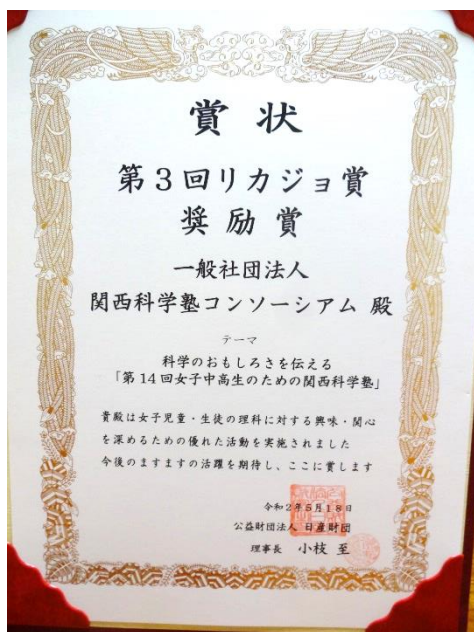 賞状
第3回リカジョ賞
奨励賞
一般社団法人
関西科学塾コンソーシアム 殿
テーマ
科学のおもしろさを伝える
「第14回女子中高生のための関西科学塾」
貴殿は女子児童・生徒の理科に対する興味・関心
を深めるための優れた活動を実施されました
今後のますますの活躍を期待し、ここに賞します
令和2年5月18日
公益財団法人 日産財団
理事長 小枝 至